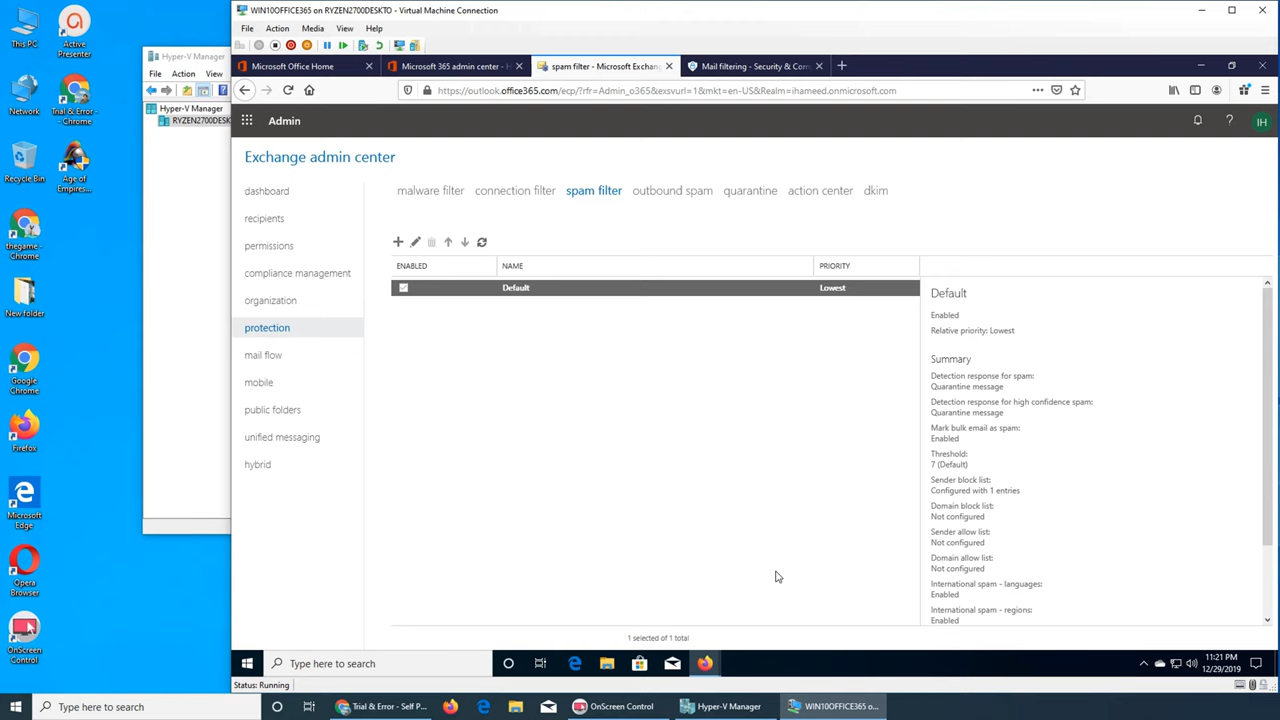 WIN10OFFICE365 on RYZEN2700DESKTO - Virtual Machine Connection
File Action Media View Help
This PC
Active
Presenter
Hyper-V Manager
File Action View
Hyper-V Manager
RYZEN2700DESK
Network
Trial & Error
- Chrome
Recycle Bin
Age of
Empires...
thegame -
Chrome
New folder
Google
Chrome
Firefox
Microsoft
Edge
Opera
Browser
OnScreen
Control
Microsoft Office Home
Microsoft 365 admin center - H
spam filter - Microsoft Exchan
Mail filtering - Security & Com
https://outlook.office365.com/ecp/?rfr=Admin_o365&exsvurl=1&mkt=en-US&Realm=ihameed.onmicrosoft.com
Admin
IH
Exchange admin center
dashboard
recipients
permissions
compliance management
organization
protection
mail flow
mobile
public folders
unified messaging
hybrid
malware filter connection filter spam filter outbound spam quarantine action center dkim
ENABLED NAME PRIORITY
Default Lowest
Default
Enabled
Relative priority: Lowest
Summary
Detection response for spam:
Quarantine message
Detection response for high confidence spam:
Quarantine message
Mark bulk email as spam:
Enabled
Threshold:
7 (Default)
Sender block list:
Configured with 1 entries
Domain block list:
Not configured
Sender allow list:
Not configured
Domain allow list:
Not configured
International spam - languages:
Enabled
International spam - regions:
Enabled
1 selected of 1 total
Type here to search
11:21 PM
12/29/2019
Status: Running
Type here to search
Trial & Error - Self P...
OnScreen Control
Hyper-V Manager
WIN10OFFICE365 o...